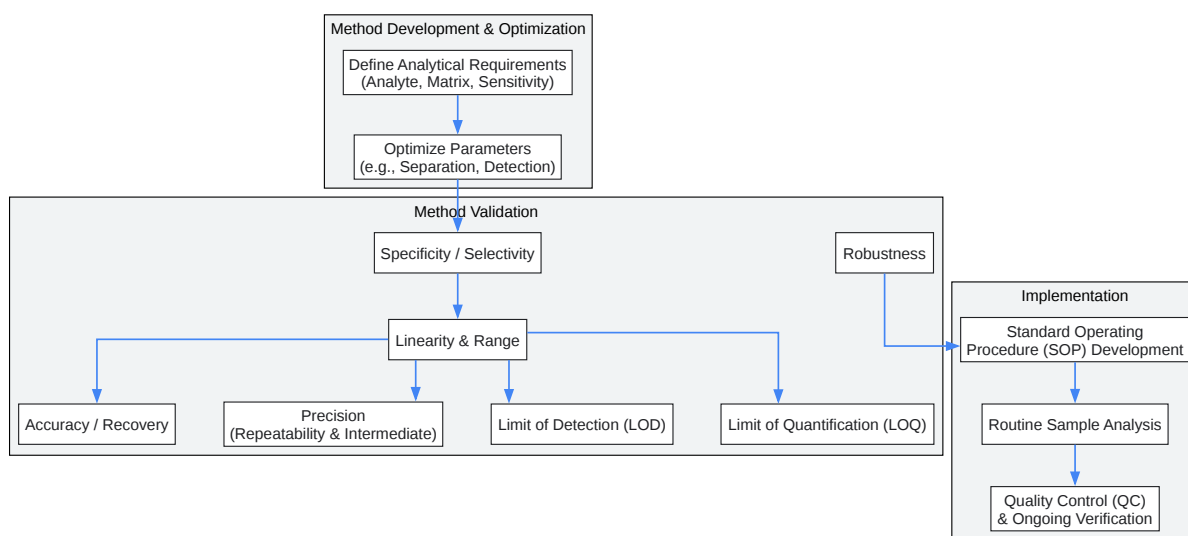 Method Development & Optimization
Define Analytical Requirements
(Analyte, Matrix, Sensitivity)
Optimize Parameters
(e.g., Separation, Detection)
Method Validation
Specificity / Selectivity
Robustness
Linearity & Range
Accuracy / Recovery
Precision
(Repeatability & Intermediate)
Limit of Detection (LOD)
Limit of Quantification (LOQ)
Implementation
Standard Operating
Procedure (SOP) Development
Routine Sample Analysis
Quality Control (QC)
& Ongoing Verification